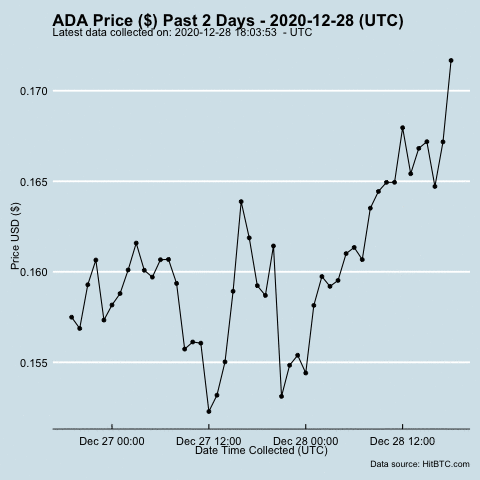 ADA Price ($) Past 2 Days - 2020-12-28 (UTC)
Latest data collected on: 2020-12-28 18:03:53  - UTC
Price USD ($)
0.170
0.165
0.160
0.155
Dec 27 00:00 Dec 27 12:00 Dec 28 00:00 Dec 28 12:00
Date Time Collected (UTC)
Data source: HitBTC.com